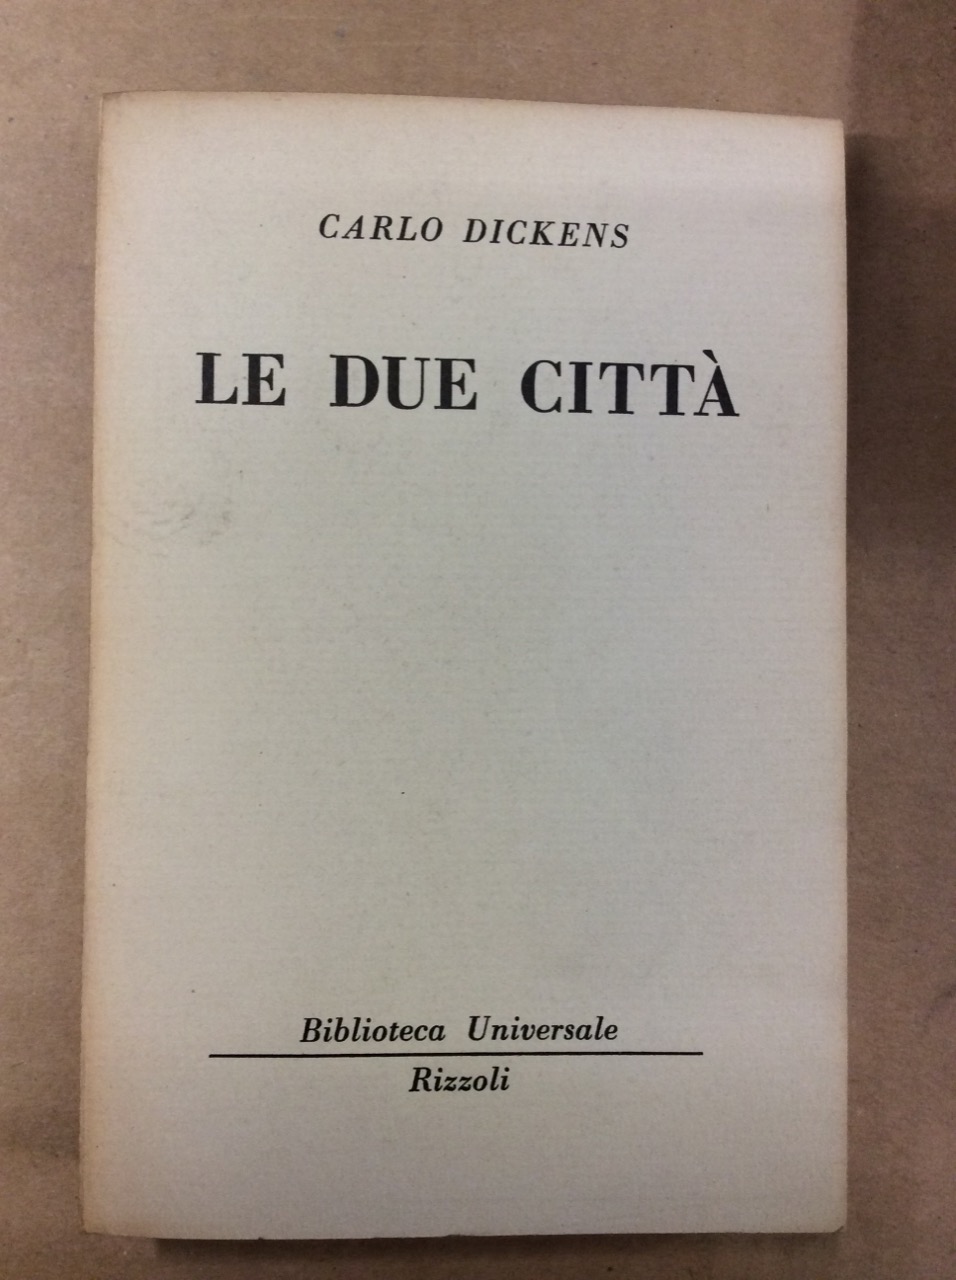 CARLO DICKENS
LE DUE CITTÀ
Biblioteca Universale
Rizzoli